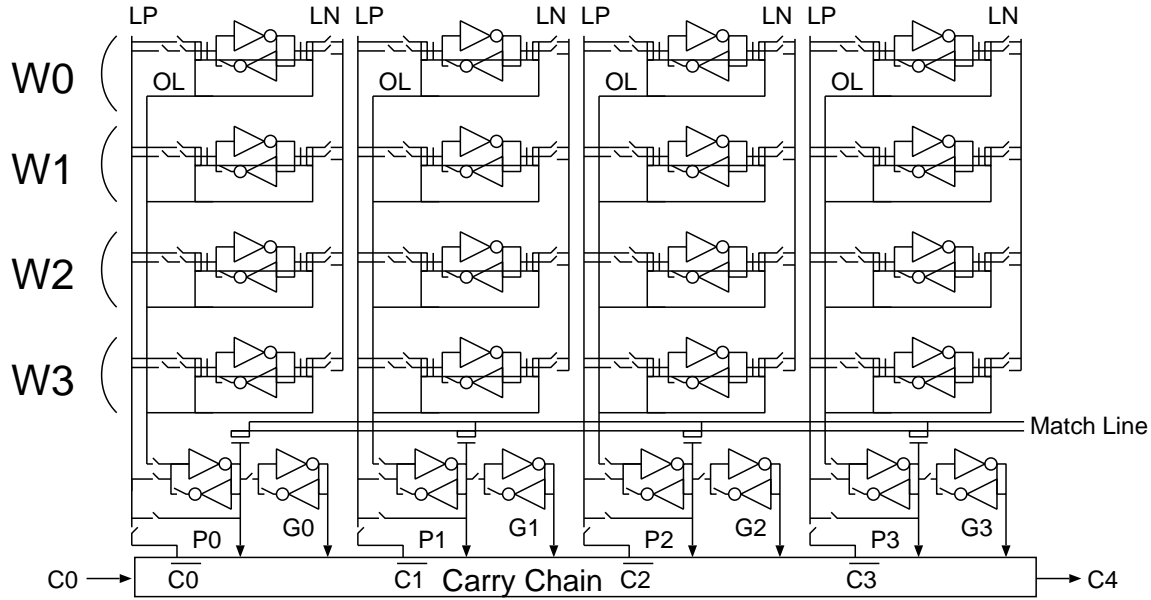 LP LN LP LN LP LN LP LN
W0 OL OL OL OL
W1
W2
W3
Match Line
P0 G0 P1 G1 P2 G2 P3 G3
C0 C0 C1 Carry Chain C2 C3 C4